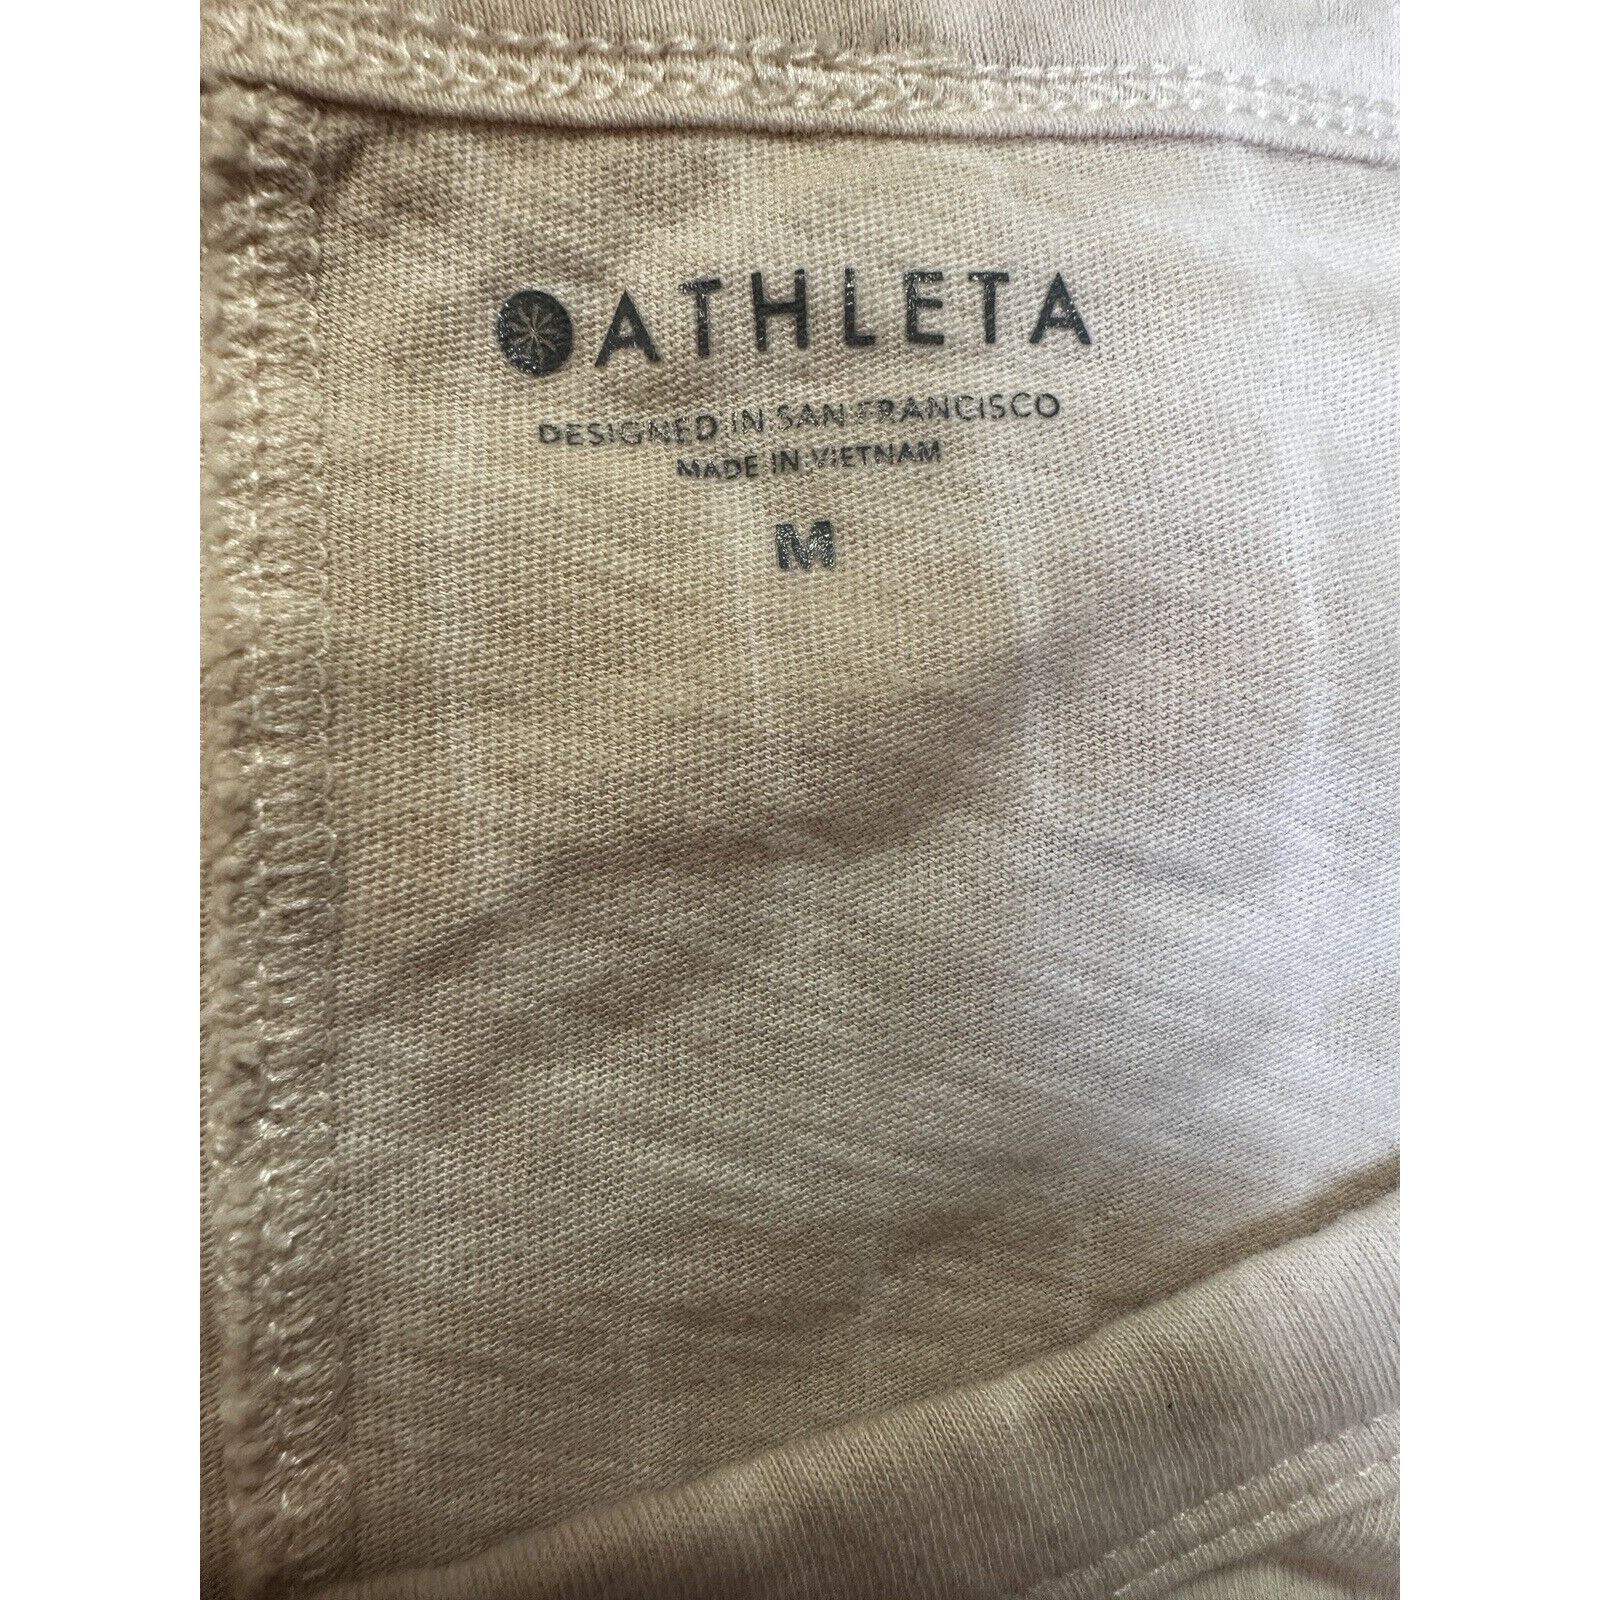 ATHLETA
DESIGNED IN SAN FRANCISCO
MADE IN VIETNAM
M